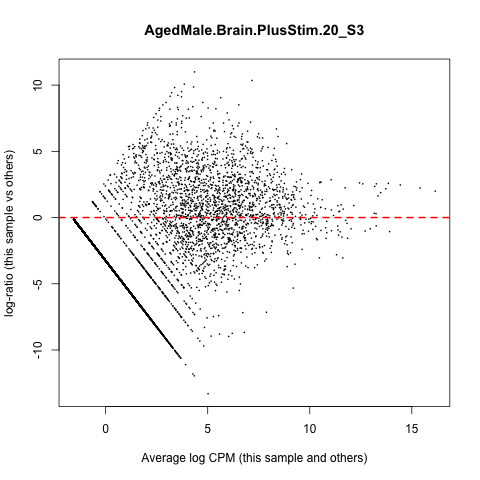 AgedMale.Brain.PlusStim.20_S3
log-ratio (this sample vs others)
10
5
0
-5
-10
0 5 10 15
Average log CPM (this sample and others)